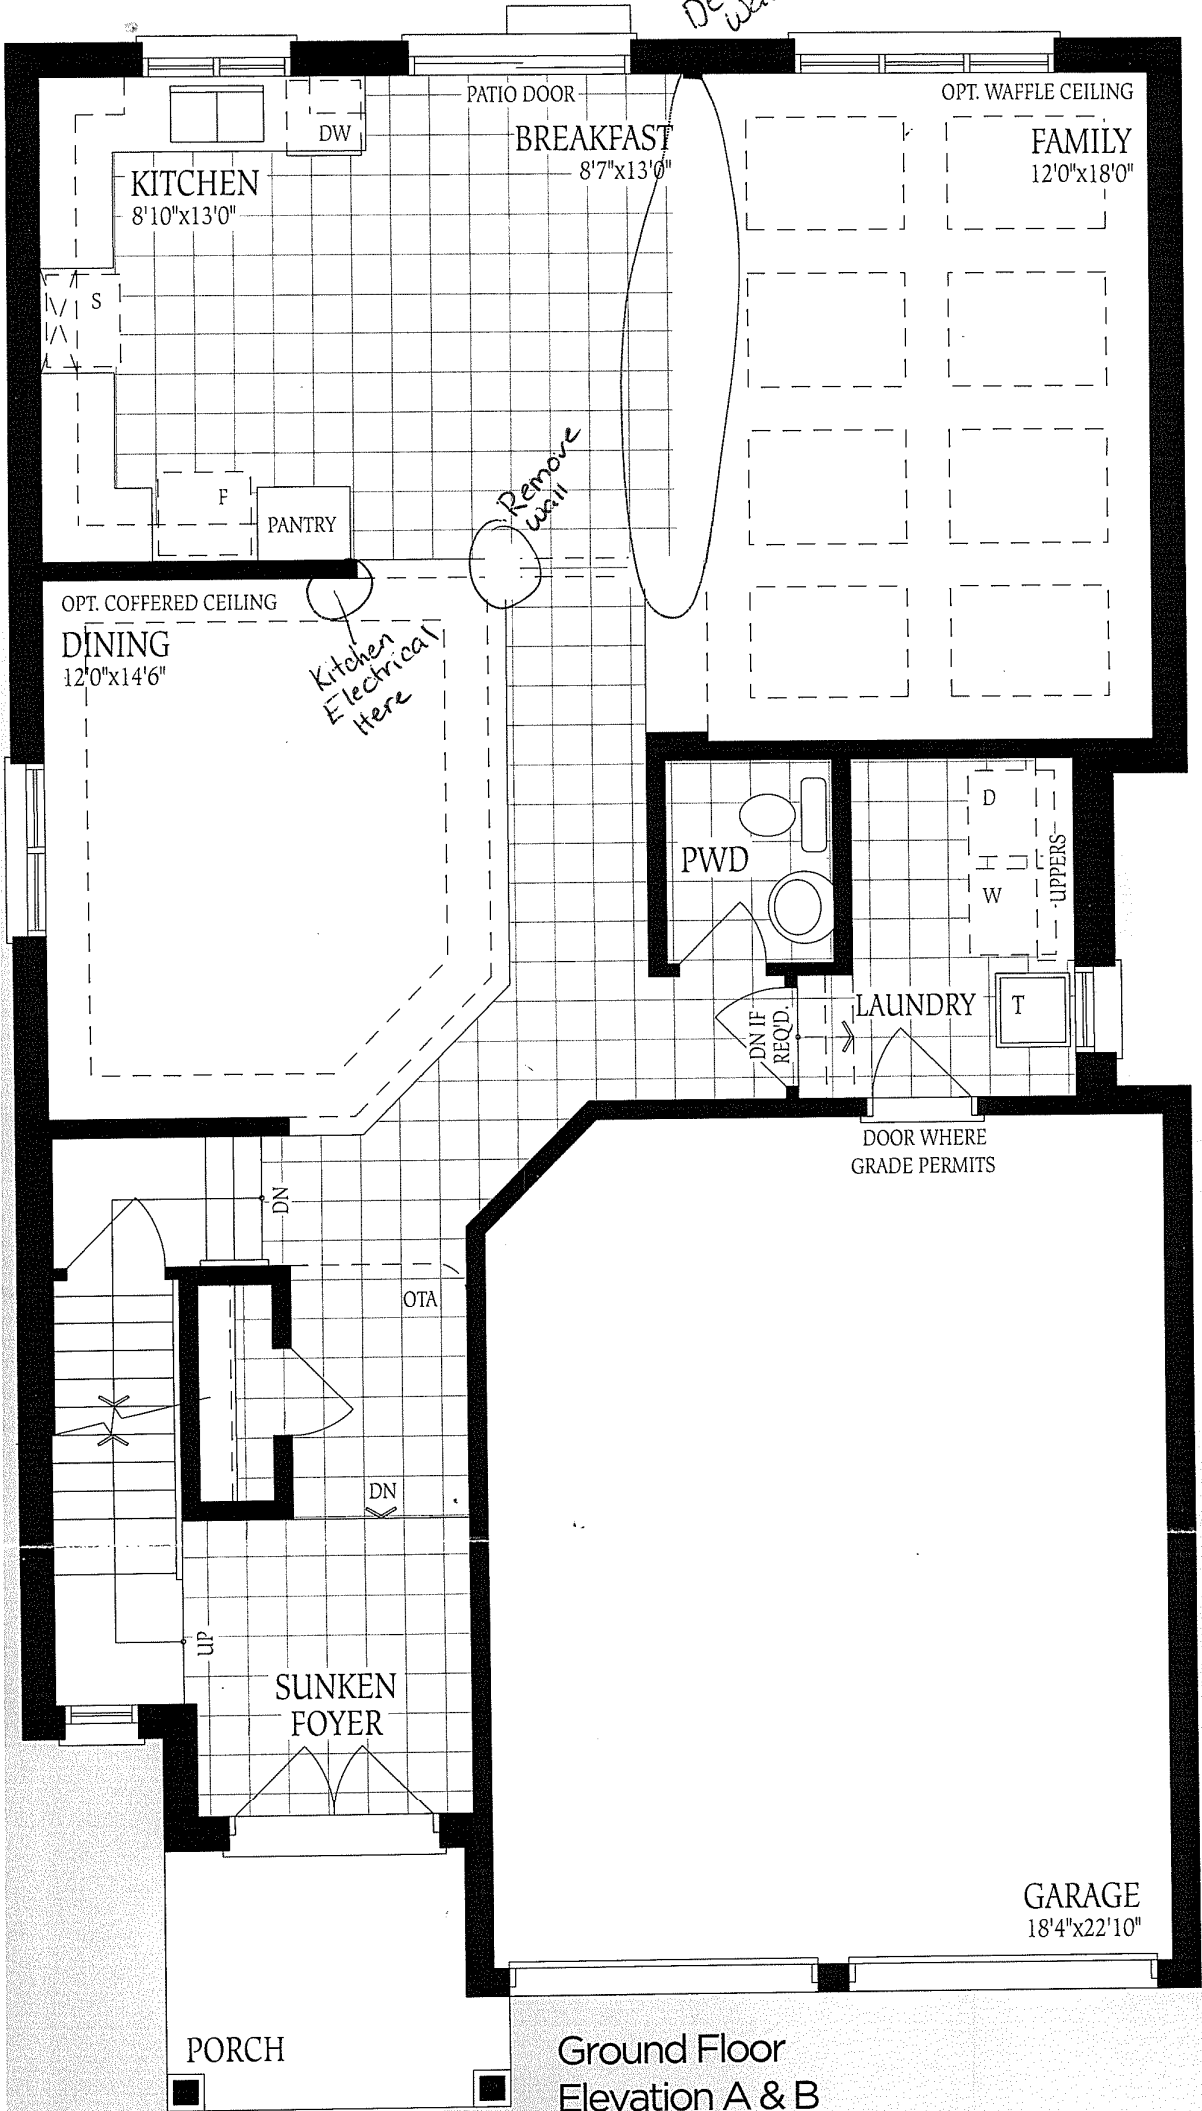 PATIO DOOR
OPT. WAFFLE CEILING
DW
BREAKFAST
8'7"x13'0"
FAMILY
12'0"x18'0"
KITCHEN
8'10"x13'0"
S
Remove
wall
F
PANTRY
OPT. COFFERED CEILING
DINING
12'0"x14'6"
Kitchen
Electrical
Here
D
UPPERS
PWD
W
LAUNDRY
T
DN IF
REQ'D.
DOOR WHERE
GRADE PERMITS
DN
OTA
DN
UP
SUNKEN
FOYER
GARAGE
18'4"x22'10"
PORCH
Ground Floor
Elevation A & B